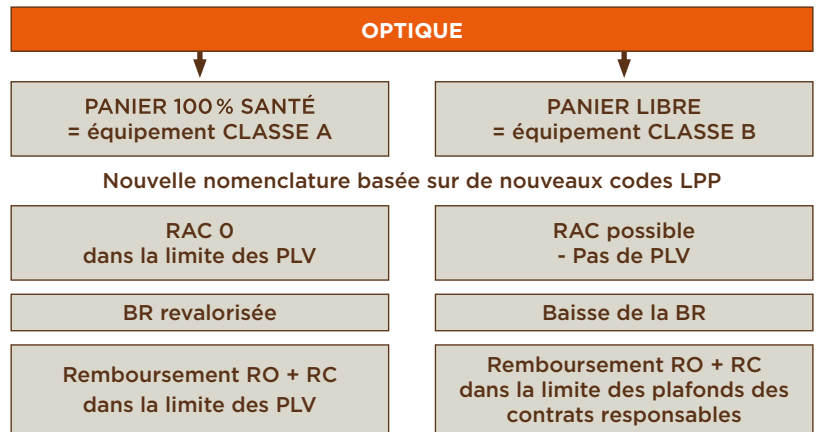 OPTIQUE
PANIER 100 % SANTÉ
= équipement CLASSE A
PANIER LIBRE
= équipement CLASSE B
Nouvelle nomenclature basée sur de nouveaux codes LPP
RAC 0
dans la limite des PLV
RAC possible
- Pas de PLV
BR revalorisée
Baisse de la BR
Remboursement RO + RC
dans la limite des PLV
Remboursement RO + RC
dans la limite des plafonds des
contrats responsables